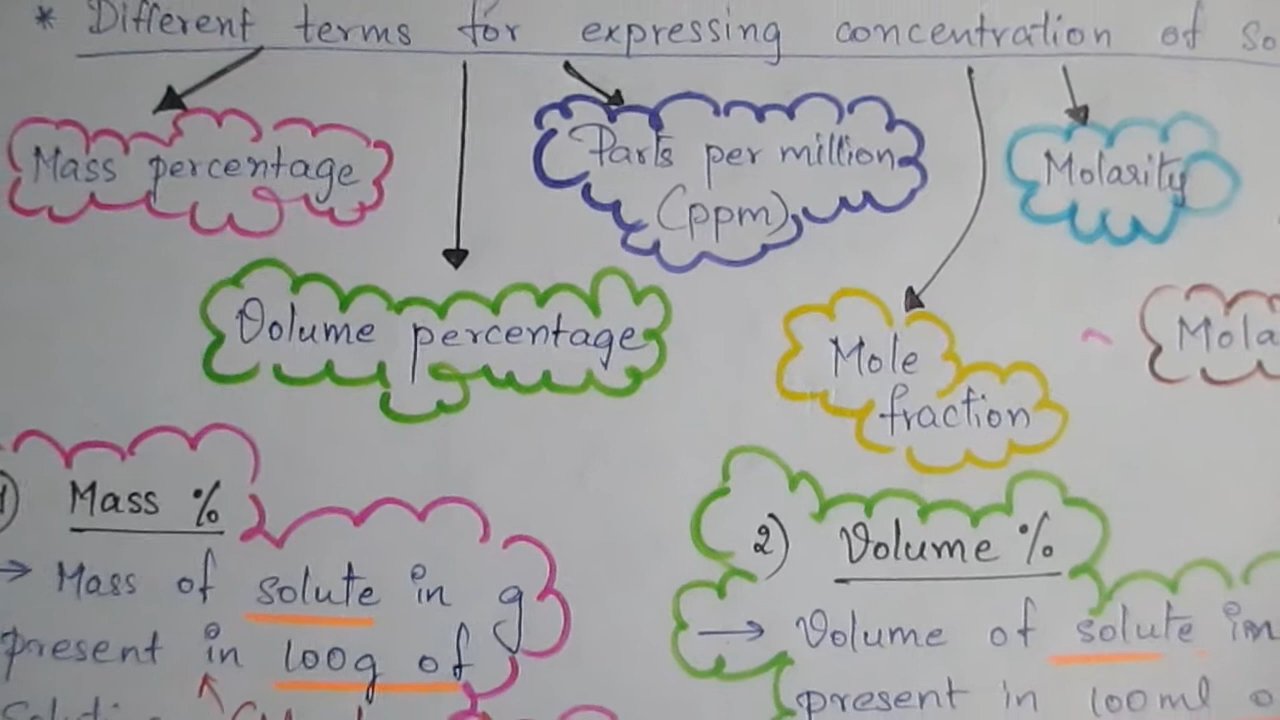 * Different terms for expressing concentration of
Mass percentage
Parts per million
(ppm)
Molarity
Volume percentage
Mole
fraction
1) Mass %
→ Mass of solute in g
present in 100g of
2) Volume %
→ Volume of solute in
present in 100ml